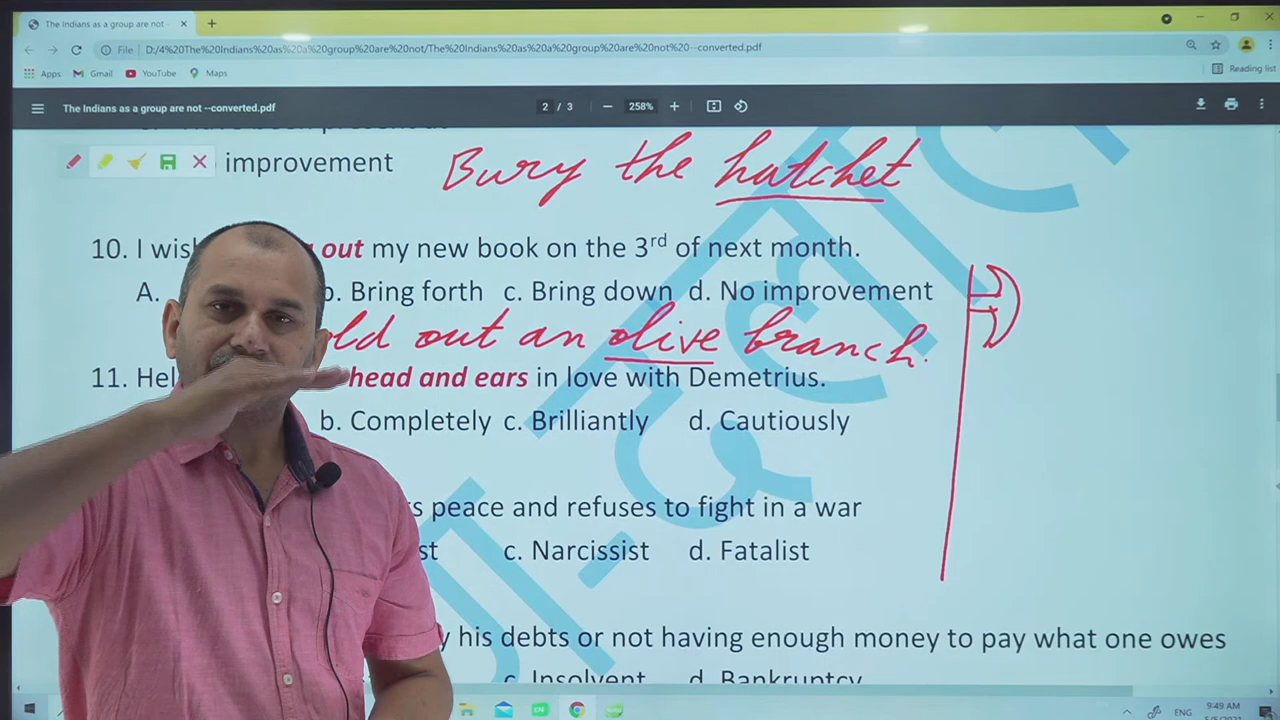 The Indians as a group are not -
File D:/4%20The%20Indians%20as%20a%20group%20are%20not/The%20Indians%20as%20a%20group%20are%20not%20--converted.pdf
Apps Gmail YouTube Maps Reading list
The Indians as a group are not --converted.pdf 2 / 3 258%
improvement Bury the hatchet
10. I out my new book on the 3rd of next month.
A. b. Bring forth c. Bring down d. No improvement
out an olive branch.
11. head and ears in love with Demetrius.
b. Completely c. Brilliantly d. Cautiously
peace and refuses to fight in a war
c. Narcissist d. Fatalist
his debts or not having enough money to pay what one owes
c. Insolvent d. Bankruptcy
ENG 9:49 AM